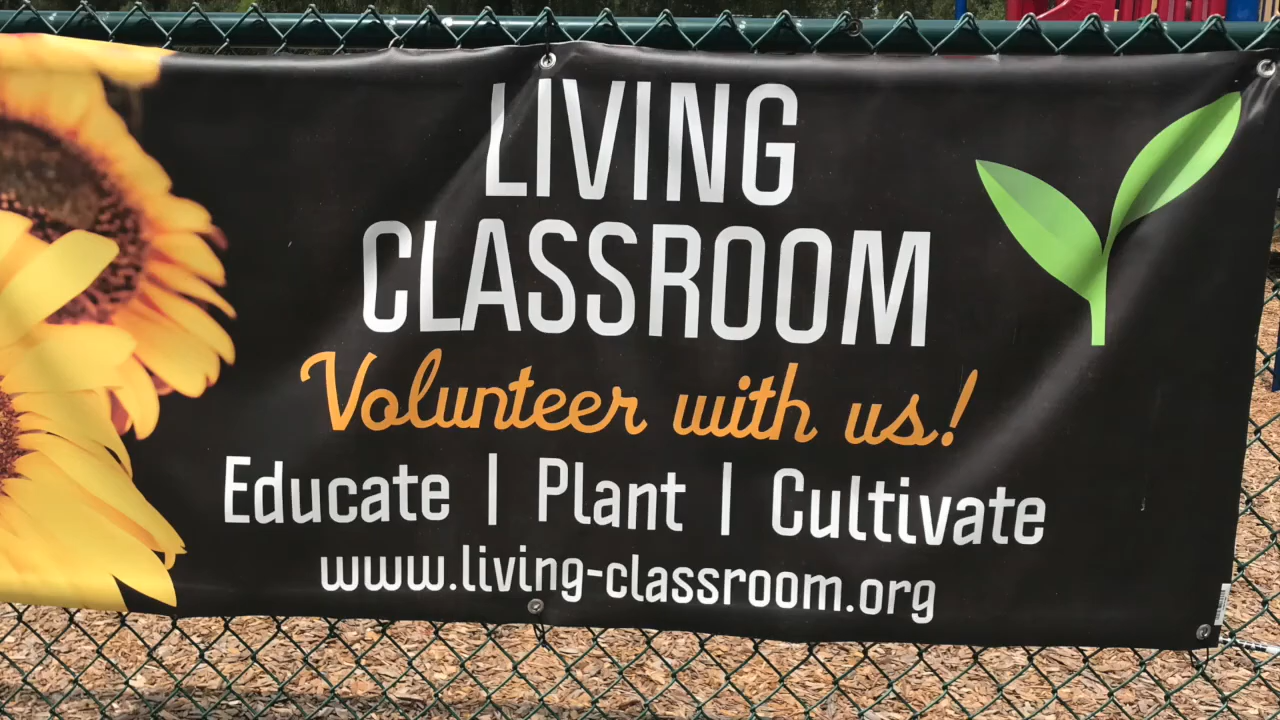 LIVING
CLASSROOM
Volunteer with us!
Educate | Plant | Cultivate
www.living-classroom.org